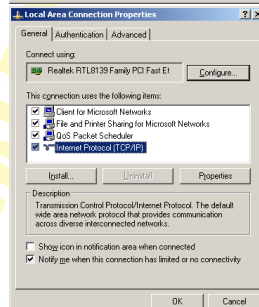 Local Area Connection Properties
General Authentication Advanced
Connect using:
Realtek RTL8139 Family PCI Fast Et
Configure...
This connection uses the following items:
Client for Microsoft Networks
File and Printer Sharing for Microsoft Networks
QoS Packet Scheduler
Internet Protocol (TCP/IP)
Install... Uninstall Properties
Description
Transmission Control Protocol/Internet Protocol. The default
wide area network protocol that provides communication
across diverse interconnected networks.
Show icon in notification area when connected
Notify me when this connection has limited or no connectivity
OK Cancel